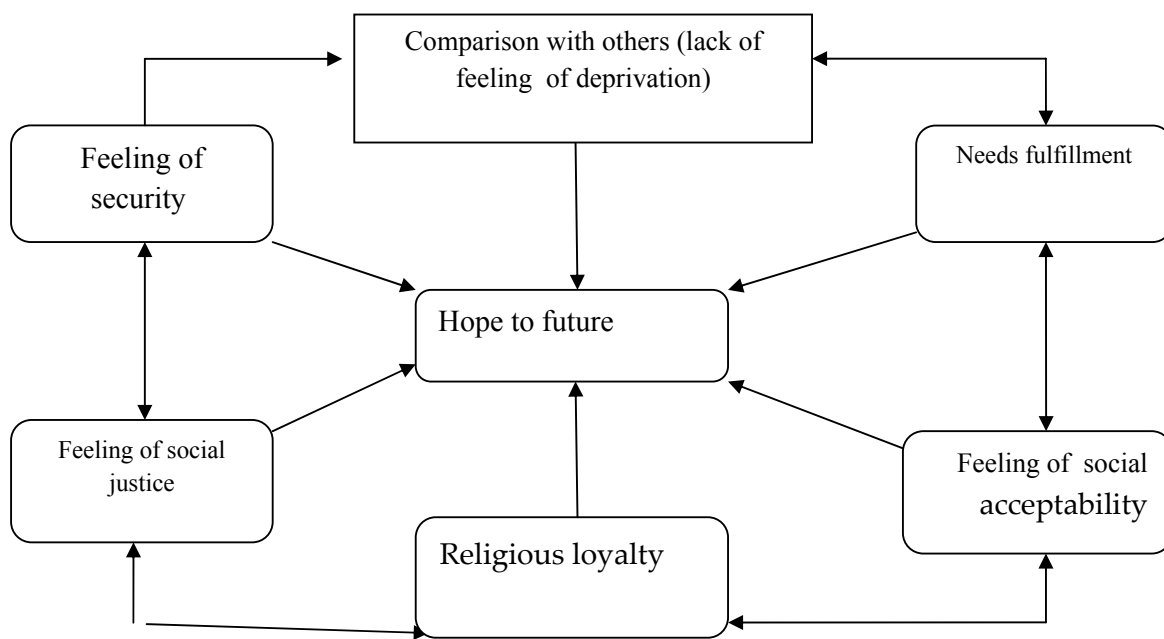 Comparison with others (lack of
feeling of deprivation)
Feeling of
security
Needs fulfillment
Hope to future
Feeling of social
justice
Feeling of social
acceptability
Religious loyalty